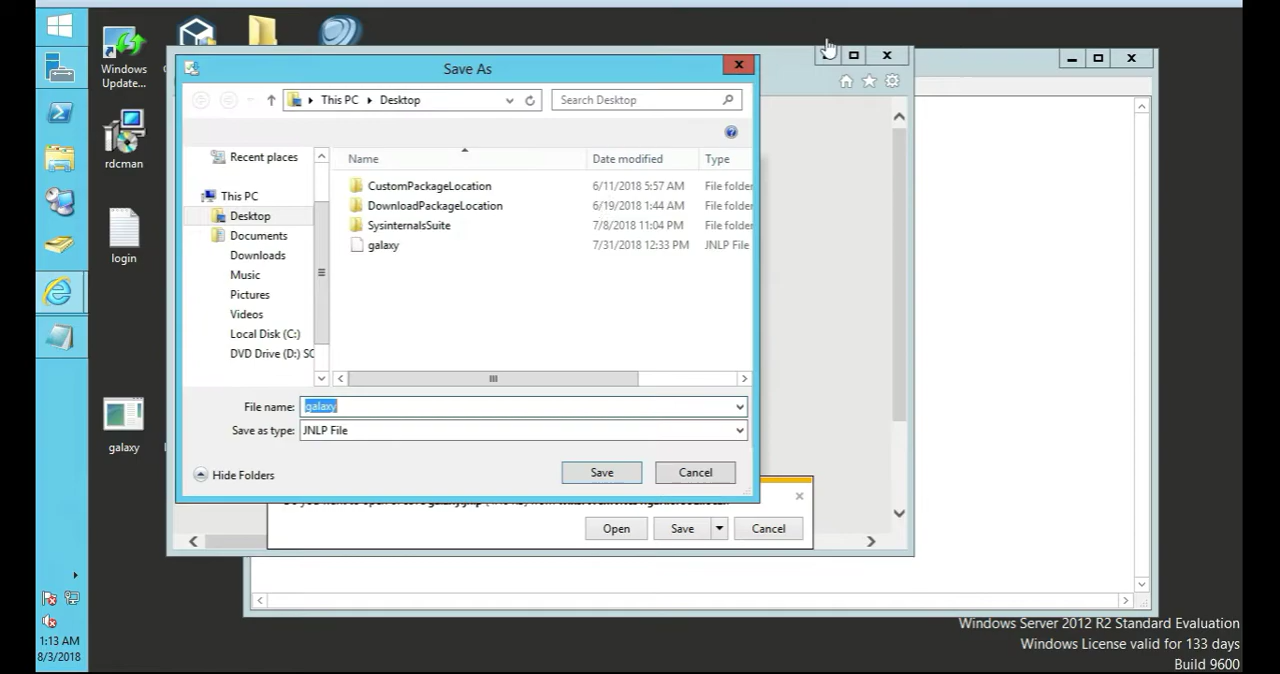 Windows
Update...
rdcman
login
galaxy
1:13 AM
8/3/2018
Save As
This PC
Desktop
Search Desktop
Recent places
This PC
Desktop
Documents
Downloads
Music
Pictures
Videos
Local Disk (C:)
DVD Drive (D:) SC
Name
Date modified
Type
CustomPackageLocation
6/11/2018 5:57 AM
File folder
DownloadPackageLocation
6/19/2018 1:44 AM
File folder
SysinternalsSuite
7/8/2018 11:04 PM
File folder
galaxy
7/31/2018 12:33 PM
JNLP File
File name:
galaxy
Save as type:
JNLP File
Hide Folders
Save
Cancel
Open
Save
Cancel
Windows Server 2012 R2 Standard Evaluation
Windows License valid for 133 days
Build 9600